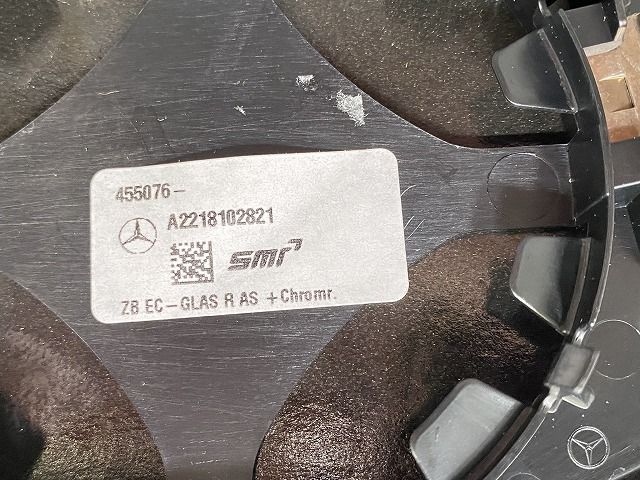 455076-
A2218102821
smr
ZB EC-GLAS R AS +Chromr.